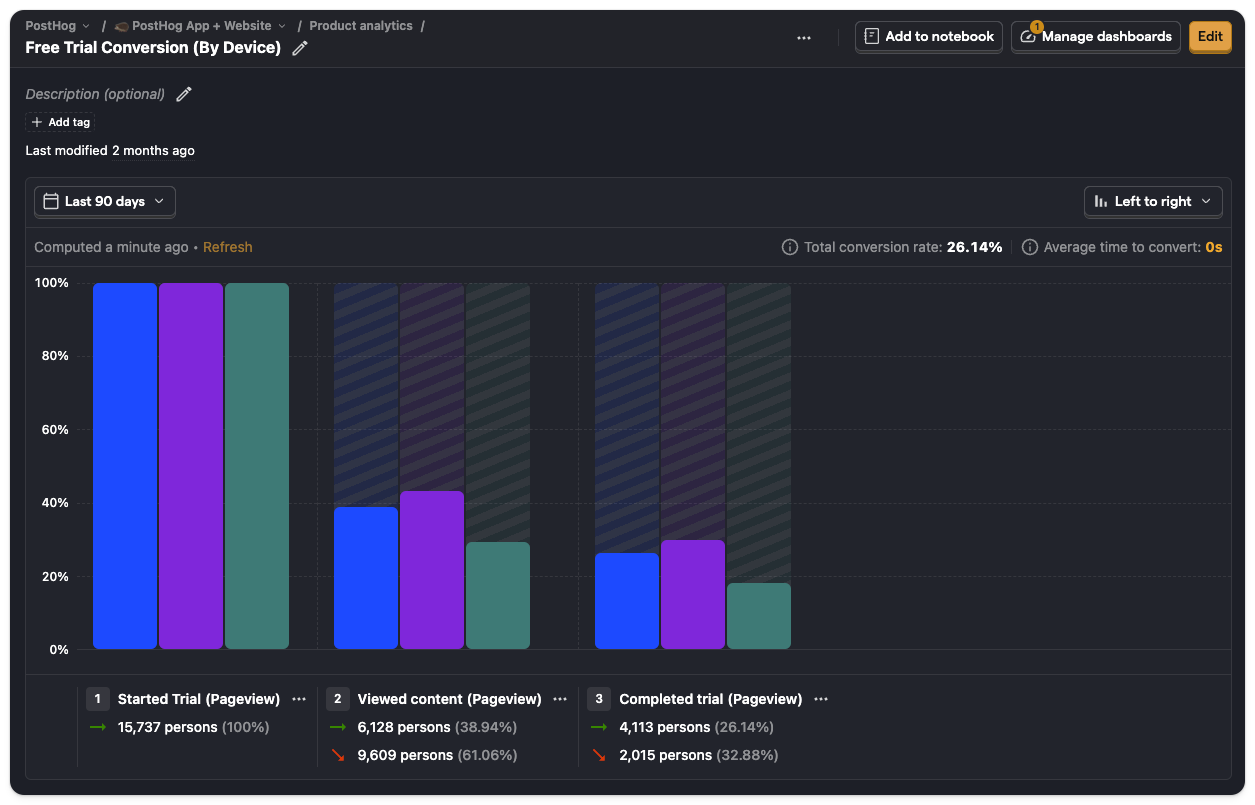 PostHog / PostHog App + Website / Product analytics /
Free Trial Conversion (By Device)
Add to notebook
1
Manage dashboards
Edit
Description (optional)
+ Add tag
Last modified 2 months ago
Last 90 days
Left to right
Computed a minute ago • Refresh
Total conversion rate: 26.14%
Average time to convert: 0s
100%
80%
60%
40%
20%
0%
1 Started Trial (Pageview)
15,737 persons (100%)
2 Viewed content (Pageview)
6,128 persons (38.94%)
9,609 persons (61.06%)
3 Completed trial (Pageview)
4,113 persons (26.14%)
2,015 persons (32.88%)